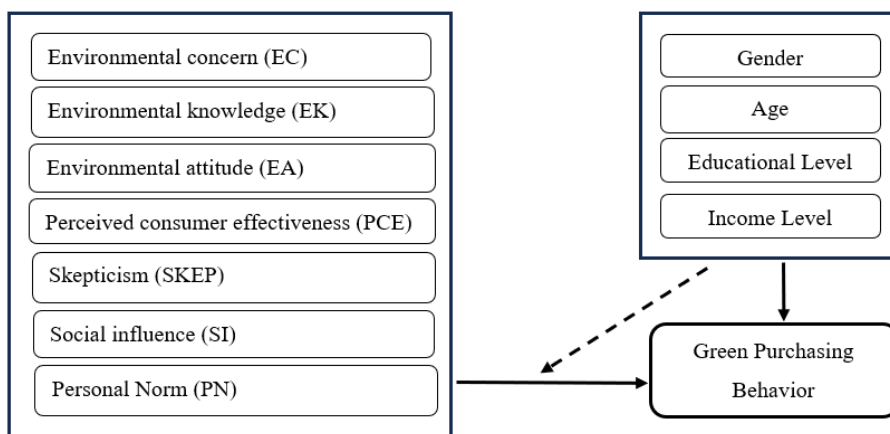 Environmental concern (EC)
Environmental knowledge (EK)
Environmental attitude (EA)
Perceived consumer effectiveness (PCE)
Skepticism (SKEP)
Social influence (SI)
Personal Norm (PN)
Gender
Age
Educational Level
Income Level
Green Purchasing
Behavior